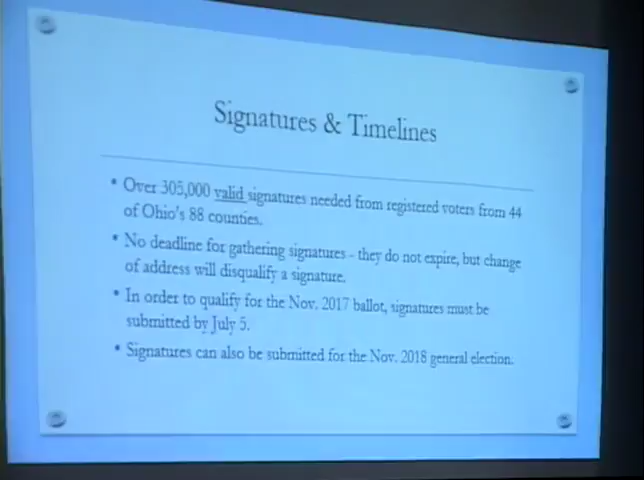 Signatures & Timelines
• Over 305,000 valid signatures needed from registered voters from 44
of Ohio's 88 counties.
• No deadline for gathering signatures - they do not expire, but change
of address will disqualify a signature.
• In order to qualify for the Nov. 2017 ballot, signatures must be
submitted by July 5.
• Signatures can also be submitted for the Nov. 2018 general election.